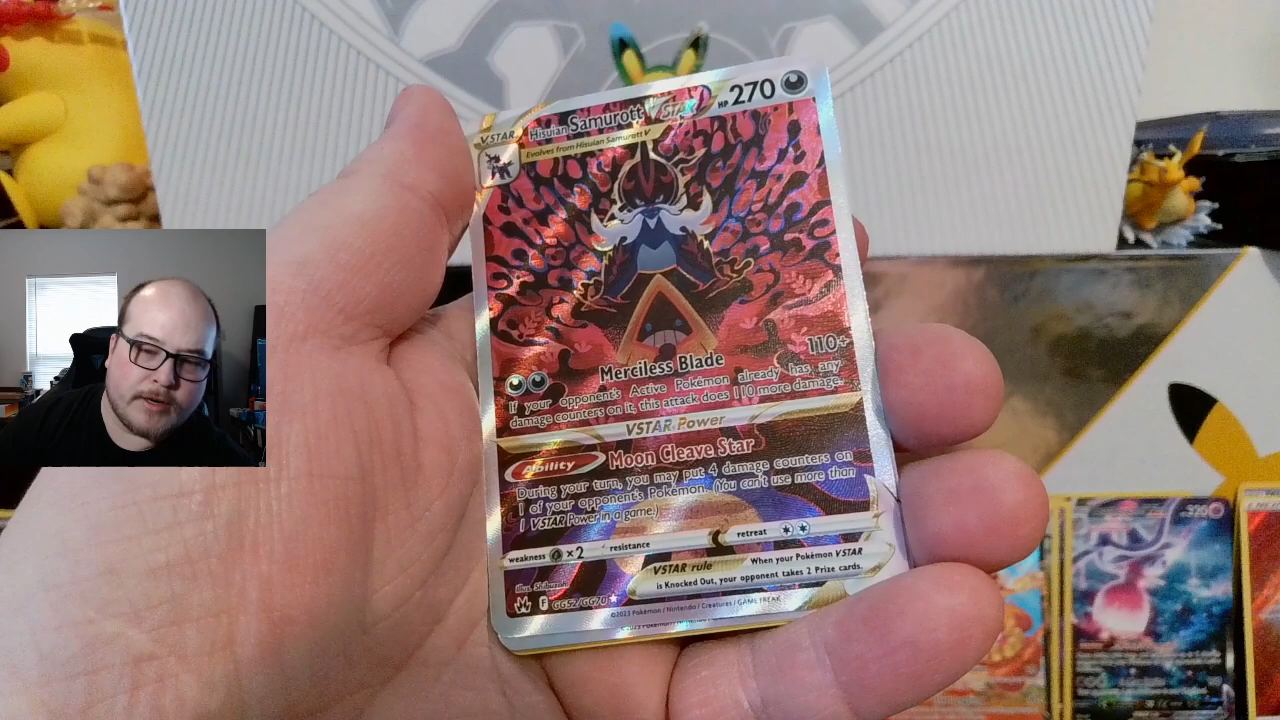 VSTAR Hisuian Samurott VSTAR HP 270
Evolves from Hisuian Samurott V
Merciless Blade 110+
If your opponent's Active Pokémon already has any
damage counters on it, this attack does 110 more damage.
VSTAR Power
Ability Moon Cleave Star
During your turn, you may put 4 damage counters on
1 of your opponent's Pokémon. (You can't use more than
1 VSTAR Power in a game.)
weakness ×2 resistance retreat
VSTAR rule When your Pokémon VSTAR
is Knocked Out, your opponent takes 2 Prize cards.
Illus. Shiburoh
F GG52/GG70 ©2023 Pokémon / Nintendo / Creatures / GAME FREAK
320